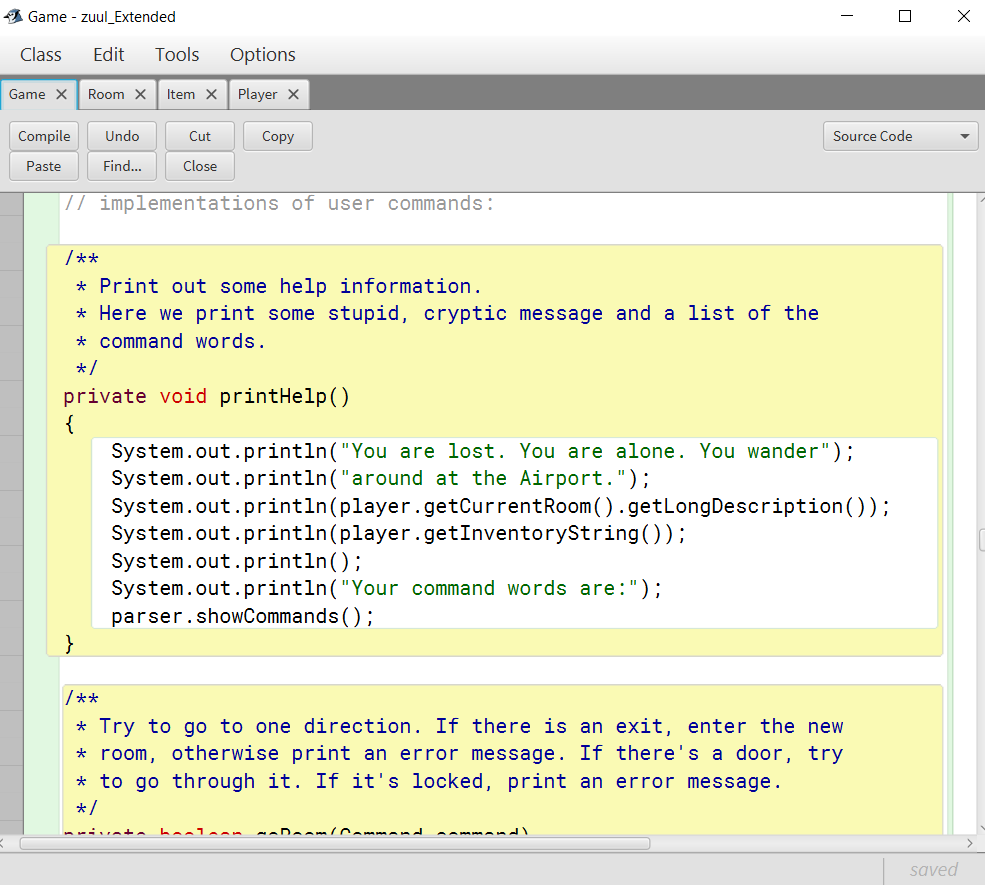 Game - zuul_Extended
Class Edit Tools Options
Game Room Item Player
Compile Undo Cut Copy Source Code
Paste Find... Close
// implementations of user commands:
/**
* Print out some help information.
* Here we print some stupid, cryptic message and a list of the
* command words.
*/
private void printHelp()
{
System.out.println("You are lost. You are alone. You wander");
System.out.println("around at the Airport.");
System.out.println(player.getCurrentRoom().getLongDescription());
System.out.println(player.getInventoryString());
System.out.println();
System.out.println("Your command words are:");
parser.showCommands();
}
/**
* Try to go to one direction. If there is an exit, enter the new
* room, otherwise print an error message. If there's a door, try
* to go through it. If it's locked, print an error message.
*/
private boolean goRoom(Command command)
saved